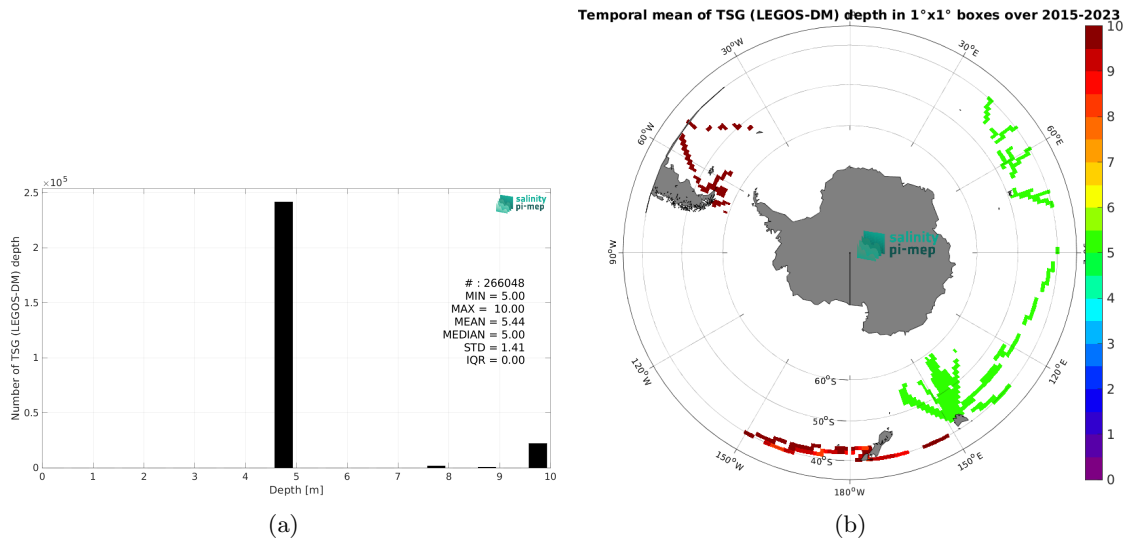 Temporal mean of TSG (LEGOS-DM) depth in 1°x1° boxes over 2015-2023
×10⁵
2.5
2
1.5
1
0.5
0
Number of TSG (LEGOS-DM) depth
salinity
pi-mep
# : 266048
MIN = 5.00
MAX = 10.00
MEAN = 5.44
MEDIAN = 5.00
STD = 1.41
IQR = 0.00
0 1 2 3 4 5 6 7 8 9 10
Depth [m]
(a)
30°W
30°E
60°W
60°E
90°W
120°W
120°E
150°W
150°E
180°W
60°S
50°S
40°S
salinity
pi-mep
10
9
8
7
6
5
4
3
2
1
0
(b)